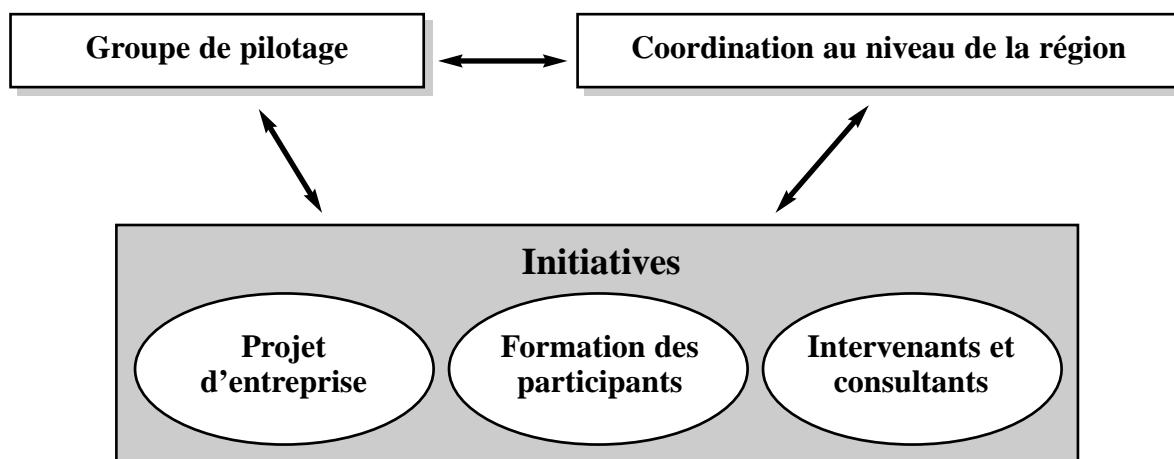 Groupe de pilotage
Coordination au niveau de la région
Initiatives
Projet
d'entreprise
Formation des
participants
Intervenants et
consultants